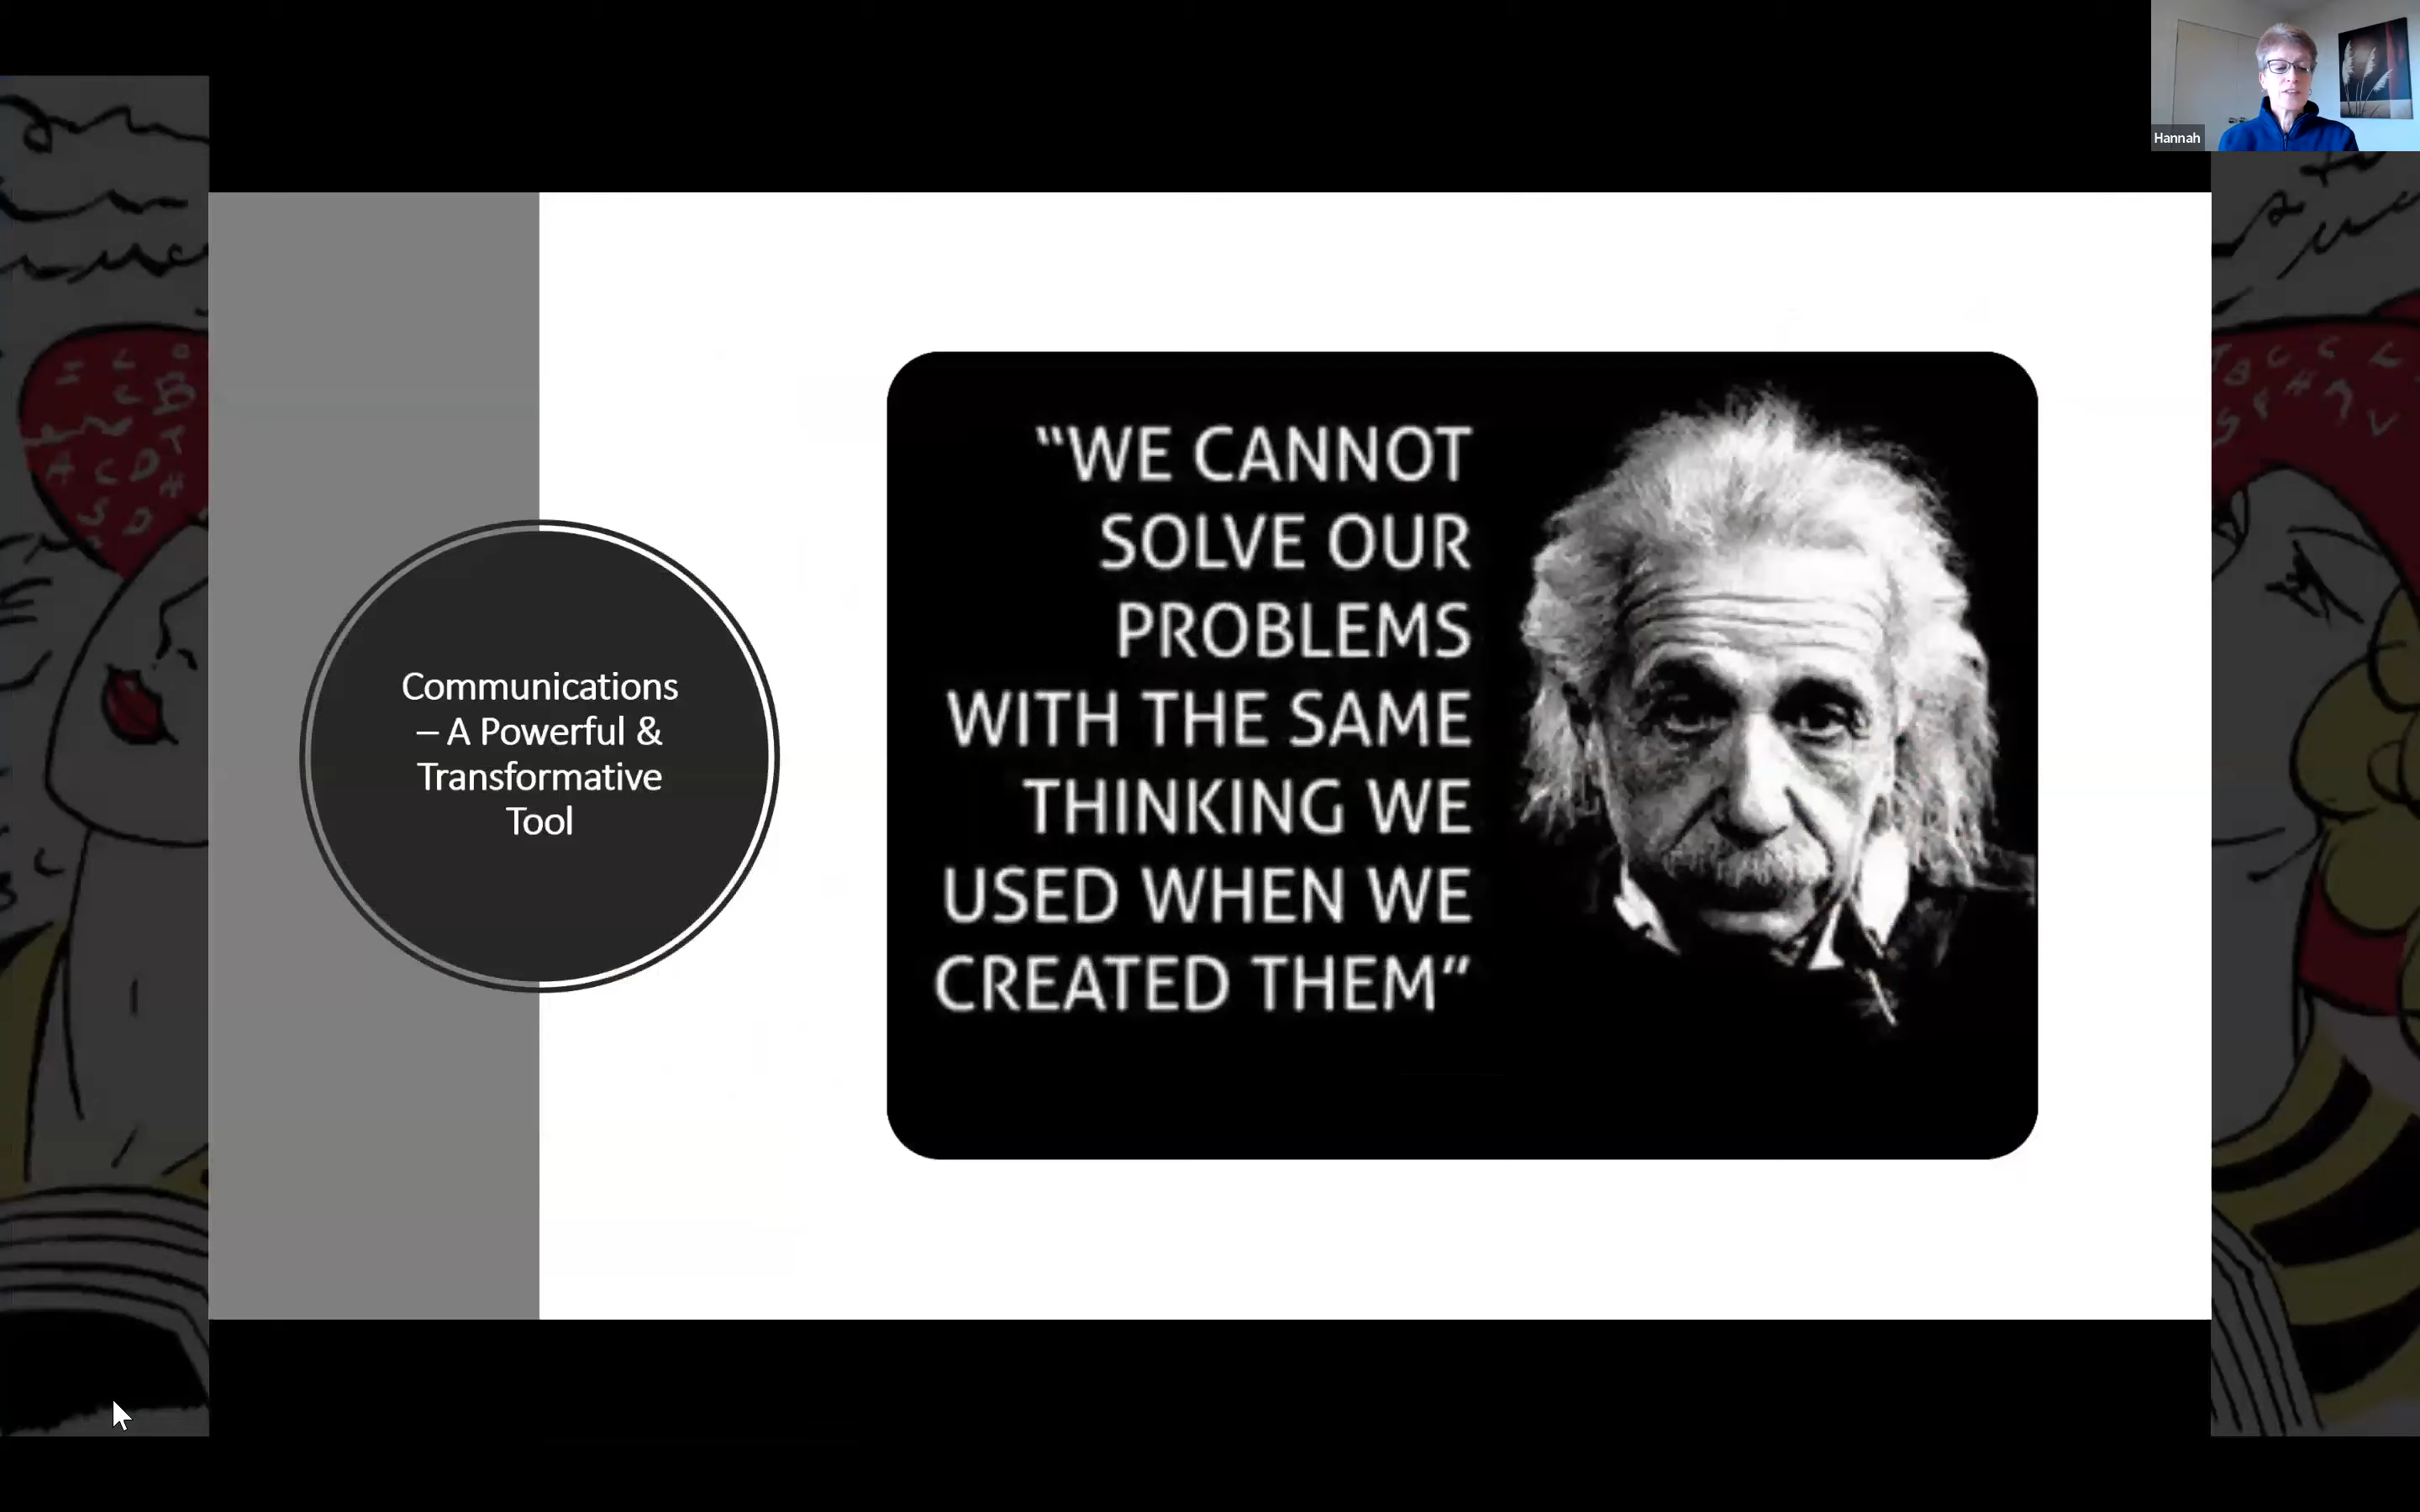 Hannah
Communications
– A Powerful &
Transformative
Tool
“WE CANNOT
SOLVE OUR
PROBLEMS
WITH THE SAME
THINKING WE
USED WHEN WE
CREATED THEM”